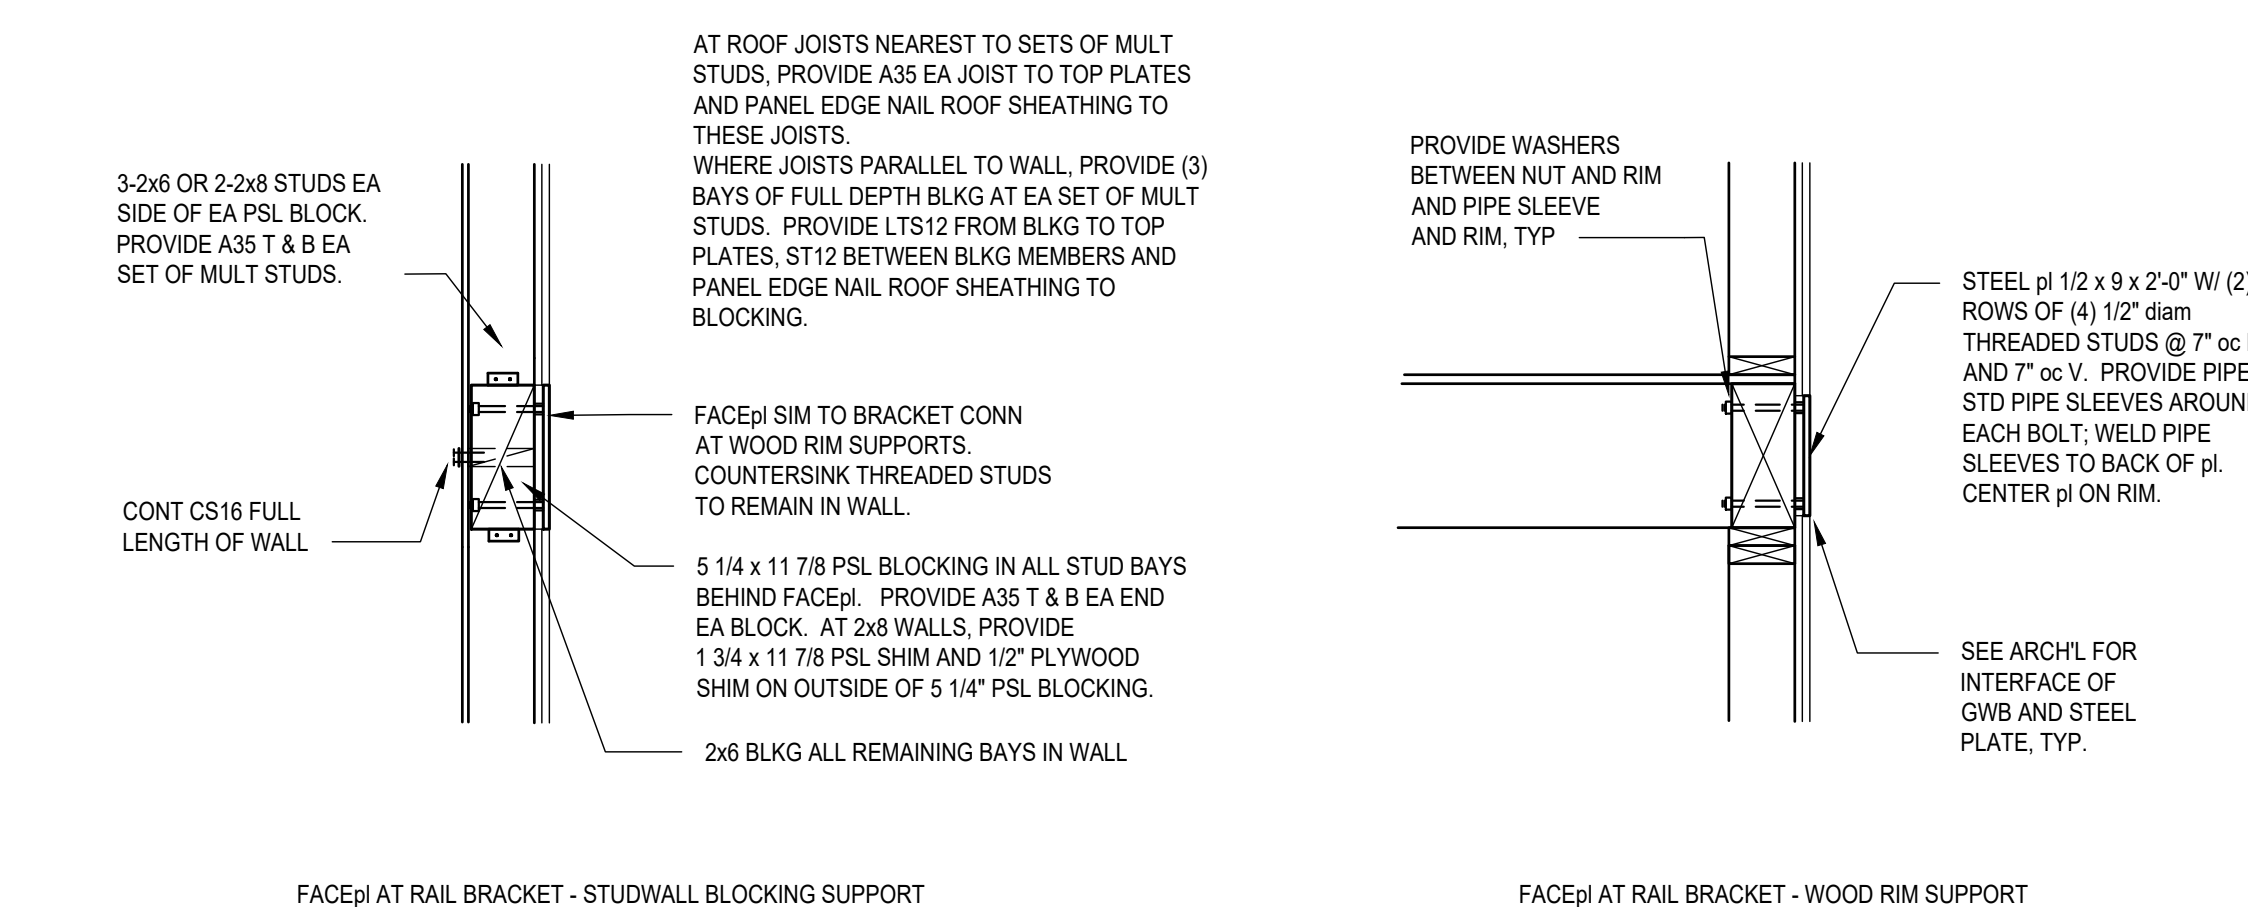 AT ROOF JOISTS NEAREST TO SETS OF MULT
STUDS, PROVIDE A35 EA JOIST TO TOP PLATES
AND PANEL EDGE NAIL ROOF SHEATHING TO
THESE JOISTS.
WHERE JOISTS PARALLEL TO WALL, PROVIDE (3)
BAYS OF FULL DEPTH BLKG AT EA SET OF MULT
STUDS.  PROVIDE LTS12 FROM BLKG TO TOP
PLATES, ST12 BETWEEN BLKG MEMBERS AND
PANEL EDGE NAIL ROOF SHEATHING TO
BLOCKING.
3-2x6 OR 2-2x8 STUDS EA
SIDE OF EA PSL BLOCK.
PROVIDE A35 T & B EA
SET OF MULT STUDS.
FACEpl SIM TO BRACKET CONN
AT WOOD RIM SUPPORTS.
COUNTERSINK THREADED STUDS
TO REMAIN IN WALL.
CONT CS16 FULL
LENGTH OF WALL
5 1/4 x 11 7/8 PSL BLOCKING IN ALL STUD BAYS
BEHIND FACEpl.   PROVIDE A35 T & B EA END
EA BLOCK.  AT 2x8 WALLS, PROVIDE
1 3/4 x 11 7/8 PSL SHIM AND 1/2" PLYWOOD
SHIM ON OUTSIDE OF 5 1/4" PSL BLOCKING.
2x6 BLKG ALL REMAINING BAYS IN WALL
FACEpl AT RAIL BRACKET - STUDWALL BLOCKING SUPPORT
PROVIDE WASHERS
BETWEEN NUT AND RIM
AND PIPE SLEEVE
AND RIM, TYP
STEEL pl 1/2 x 9 x 2'-0" W/ (2)
ROWS OF (4) 1/2" diam
THREADED STUDS @ 7" oc
AND 7" oc V.  PROVIDE PIPE
STD PIPE SLEEVES AROUN
EACH BOLT; WELD PIPE
SLEEVES TO BACK OF pl.
CENTER pl ON RIM.
SEE ARCH'L FOR
INTERFACE OF
GWB AND STEEL
PLATE, TYP.
FACEpl AT RAIL BRACKET - WOOD RIM SUPPORT